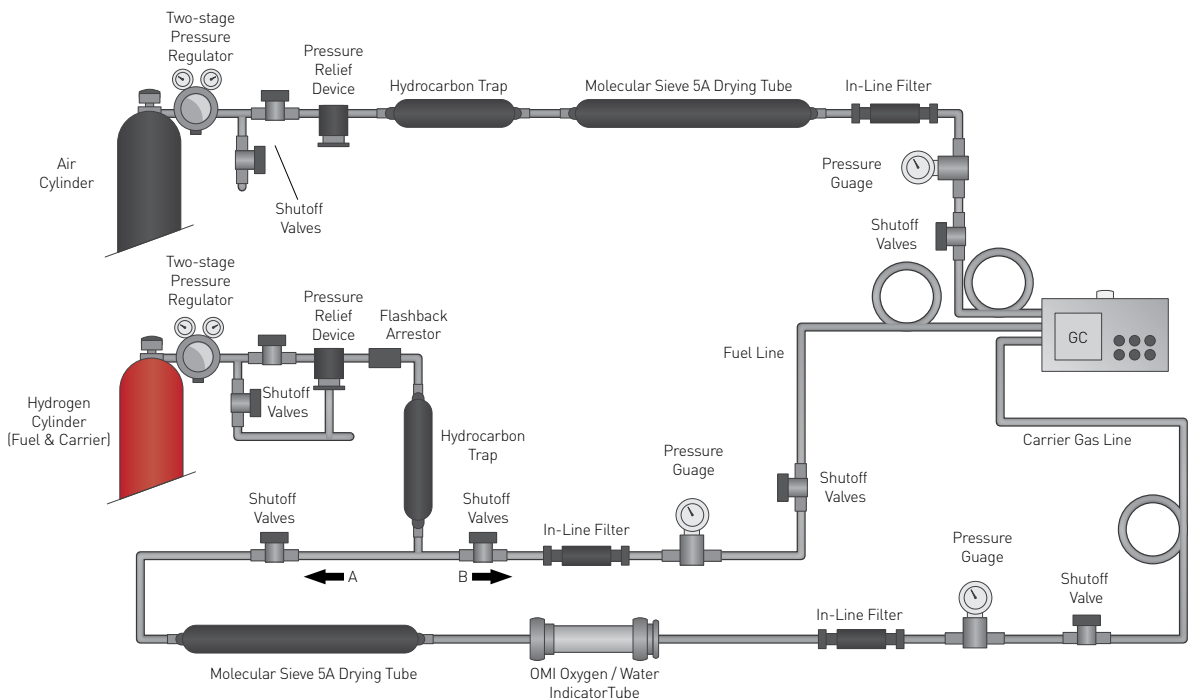 Two-stage
Pressure
Regulator
Pressure
Relief
Device
Hydrocarbon Trap
Molecular Sieve 5A Drying Tube
In-Line Filter
Air
Cylinder
Shutoff
Valves
Pressure
Guage
Shutoff
Valves
Two-stage
Pressure
Regulator
Pressure
Relief
Device
Flashback
Arrestor
Fuel Line
GC
Hydrogen
Cylinder
(Fuel & Carrier)
Shutoff
Valves
Hydrocarbon
Trap
Carrier Gas Line
Pressure
Guage
Shutoff
Valves
Shutoff
Valves
Shutoff
Valves
In-Line Filter
A
B
Pressure
Guage
Shutoff
Valve
In-Line Filter
Molecular Sieve 5A Drying Tube
OMI Oxygen / Water
IndicatorTube